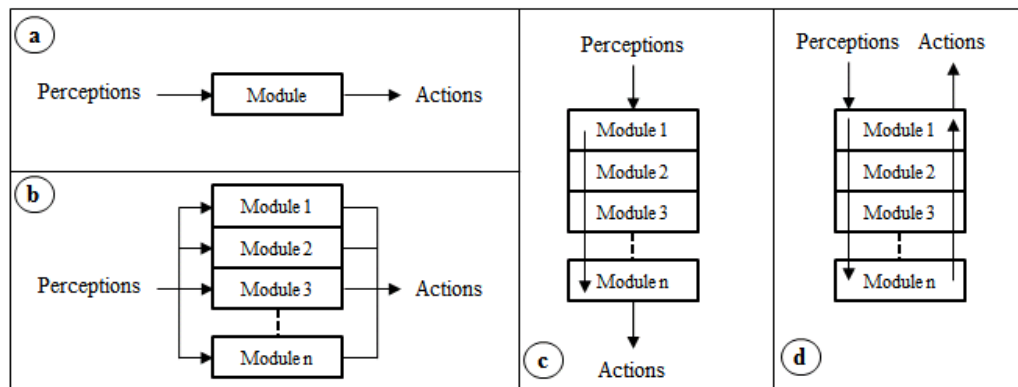 a
Perceptions
Module
Actions
b
Perceptions
Module 1
Module 2
Module 3
Module n
Actions
Perceptions
Module 1
Module 2
Module 3
Module n
Actions
c
Perceptions Actions
Module 1
Module 2
Module 3
Module n
d